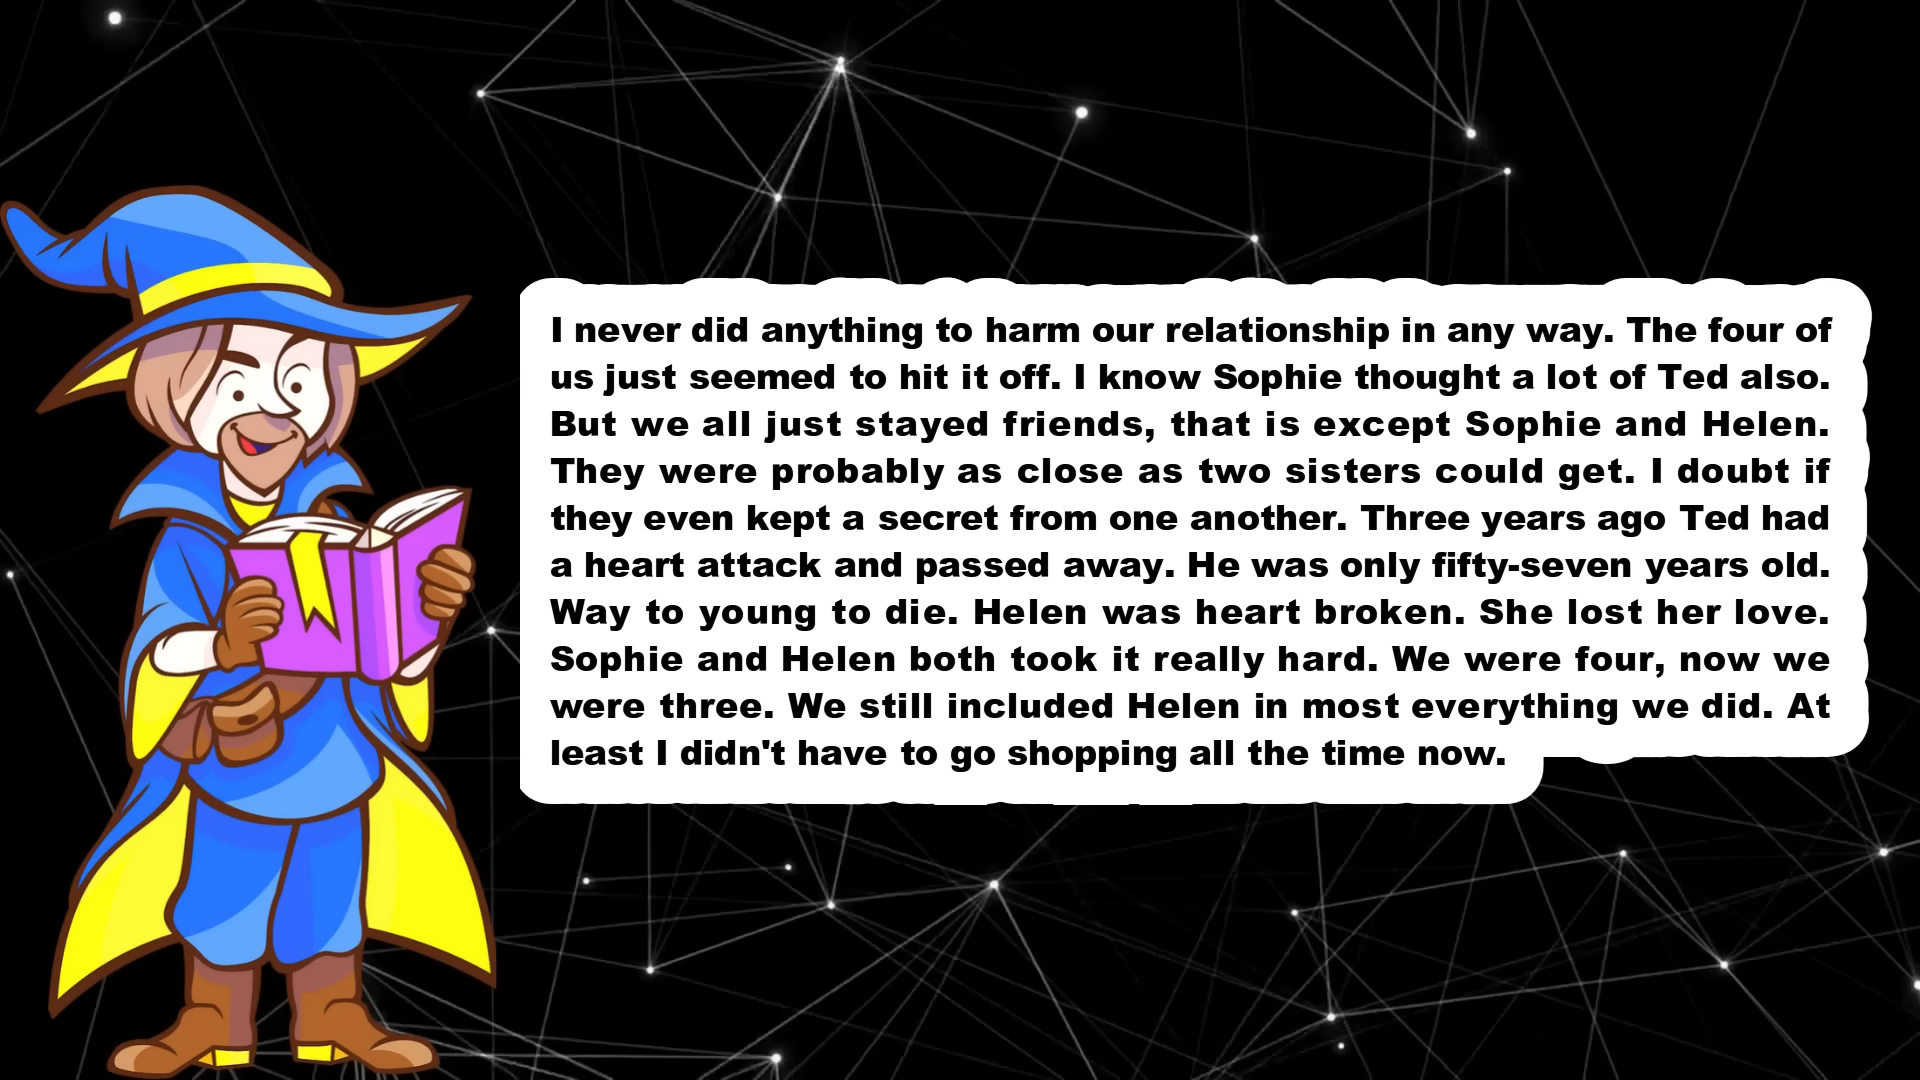 I never did anything to harm our relationship in any way. The four of
us just seemed to hit it off. I know Sophie thought a lot of Ted also.
But we all just stayed friends, that is except Sophie and Helen.
They were probably as close as two sisters could get. I doubt if
they even kept a secret from one another. Three years ago Ted had
a heart attack and passed away. He was only fifty-seven years old.
Way to young to die. Helen was heart broken. She lost her love.
Sophie and Helen both took it really hard. We were four, now we
were three. We still included Helen in most everything we did. At
least I didn't have to go shopping all the time now.